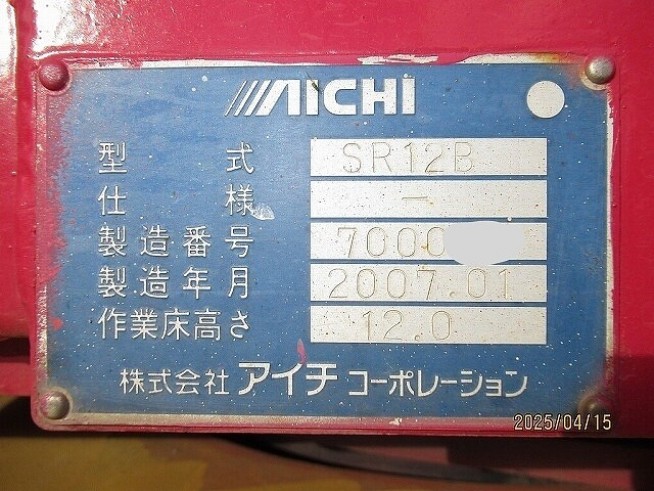 AICHI
型式 SR12B
仕様 -
製造番号 7000
製造年月 2007.01
作業床高さ 12.0
株式会社 アイチ コーポレーション
2025/04/15